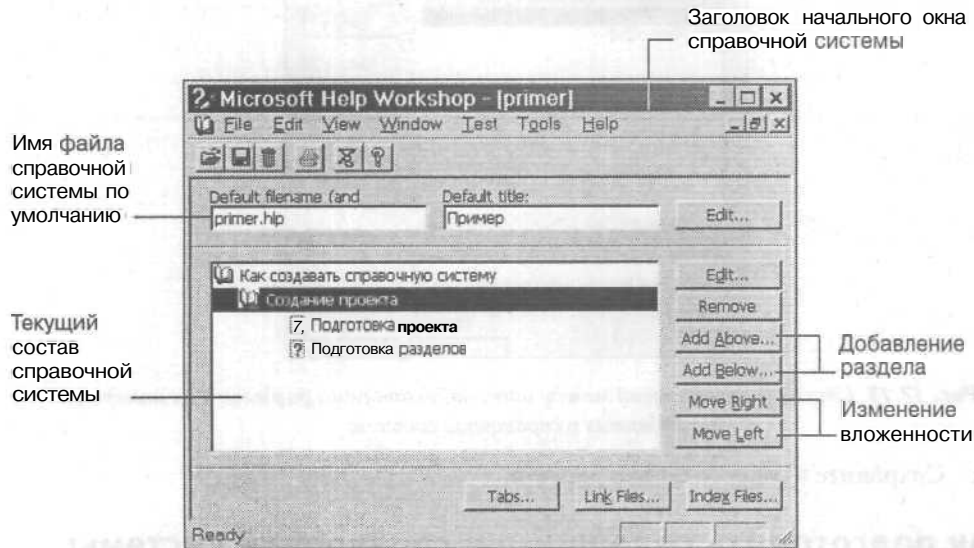 Заголовок начального окна
справочной системы
Microsoft Help Workshop - [primer]
File Edit View Window Test Tools Help
Имя файла
справочной
системы по
умолчанию
Default filename (and
Default title:
primer.hlp
Пример
Edit...
Как создавать справочную систему
Создание проекта
7, Подготовка проекта
? Подготовка разделов
Edit...
Remove
Add Above...
Add Below...
Move Right
Move Left
Текущий
состав
справочной
системы
Добавление
раздела
Изменение
вложенности
Tabs...
Link Files...
Index Files...
Ready